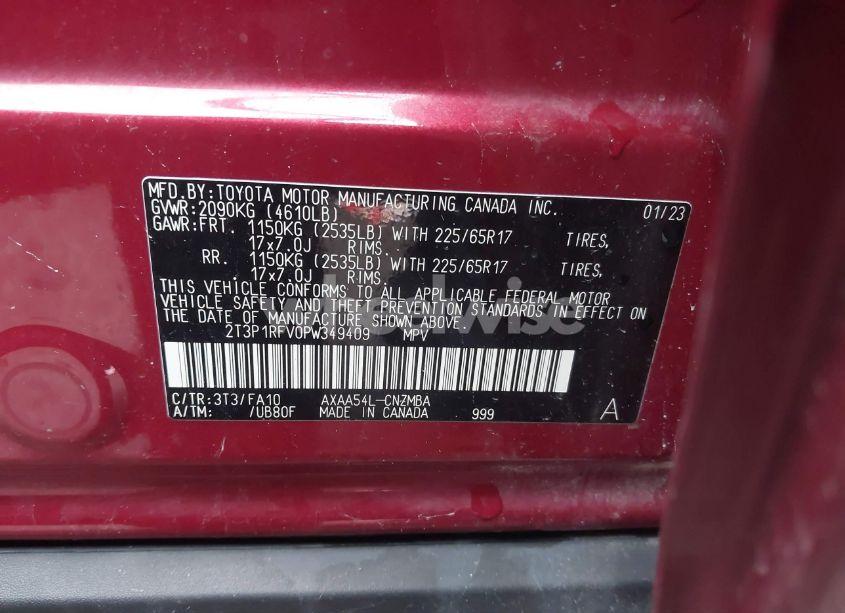 MFD.BY:TOYOTA MOTOR MANUFACTURING CANADA INC. 01/23
GVWR:2090KG (4610LB)
GAWR:FRT. 1150KG (2535LB) WITH 225/65R17 TIRES,
17x7.0J RIMS.
RR. 1150KG (2535LB) WITH 225/65R17 TIRES,
17x7.0J RIMS.
THIS VEHICLE CONFORMS TO ALL APPLICABLE FEDERAL MOTOR
VEHICLE SAFETY AND THEFT PREVENTION STANDARDS IN EFFECT ON
THE DATE OF MANUFACTURE SHOWN ABOVE.
2T3P1RFV0PW349409 MPV
C/TR:3T3/FA10 AXAA54L-CNZMBA
A/TM: /UB80F MADE IN CANADA 999 A
wheelwise